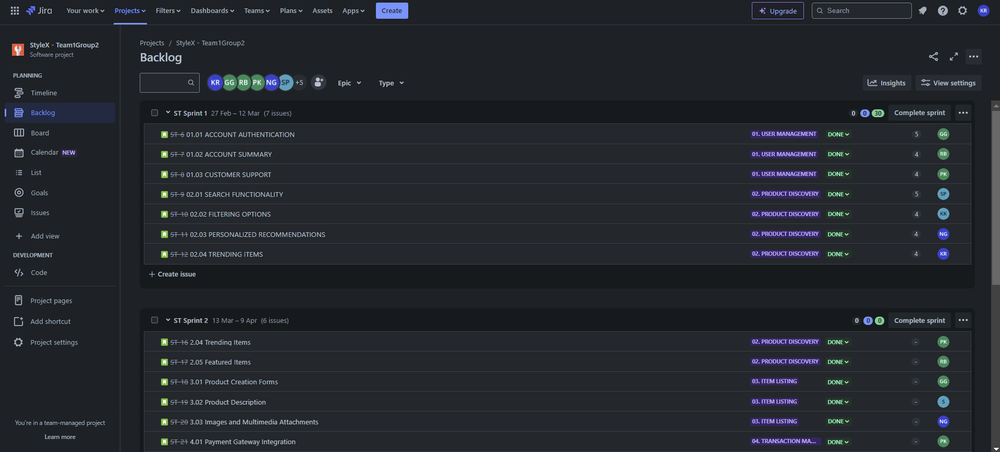 Jira Your work Projects Filters Dashboards Teams Plans Assets Apps Create Upgrade Search KR
StyleX - Team1Group2
Software project
PLANNING
Timeline
Backlog
Board
Calendar NEW
List
Goals
Issues
Add view
DEVELOPMENT
Code
Project pages
Add shortcut
Project settings
You're in a team-managed project
Learn more
Projects / StyleX - Team1Group2
Backlog
KR GG RB PK NG SP +5 Epic Type Insights View settings
ST Sprint 1 27 Feb – 12 Mar (7 issues) 0 0 30 Complete sprint
ST-6 01.01 ACCOUNT AUTHENTICATION 01. USER MANAGEMENT DONE 5 GG
ST-7 01.02 ACCOUNT SUMMARY 01. USER MANAGEMENT DONE 4 RB
ST-8 01.03 CUSTOMER SUPPORT 01. USER MANAGEMENT DONE 4 PK
ST-9 02.01 SEARCH FUNCTIONALITY 02. PRODUCT DISCOVERY DONE 5 SP
ST-10 02.02 FILTERING OPTIONS 02. PRODUCT DISCOVERY DONE 4 KK
ST-11 02.03 PERSONALIZED RECOMMENDATIONS 02. PRODUCT DISCOVERY DONE 4 NG
ST-12 02.04 TRENDING ITEMS 02. PRODUCT DISCOVERY DONE 4 KR
+ Create issue
ST Sprint 2 13 Mar – 9 Apr (6 issues) 0 0 0 Complete sprint
ST-16 2.04 Trending Items 02. PRODUCT DISCOVERY DONE - PK
ST-17 2.05 Featured Items 02. PRODUCT DISCOVERY DONE - RB
ST-18 3.01 Product Creation Forms 03. ITEM LISTING DONE - GG
ST-19 3.02 Product Description 03. ITEM LISTING DONE - S
ST-20 3.03 Images and Multimedia Attachments 03. ITEM LISTING DONE - NG
ST-21 4.01 Payment Gateway Integration 04. TRANSACTION MA... DONE - PK